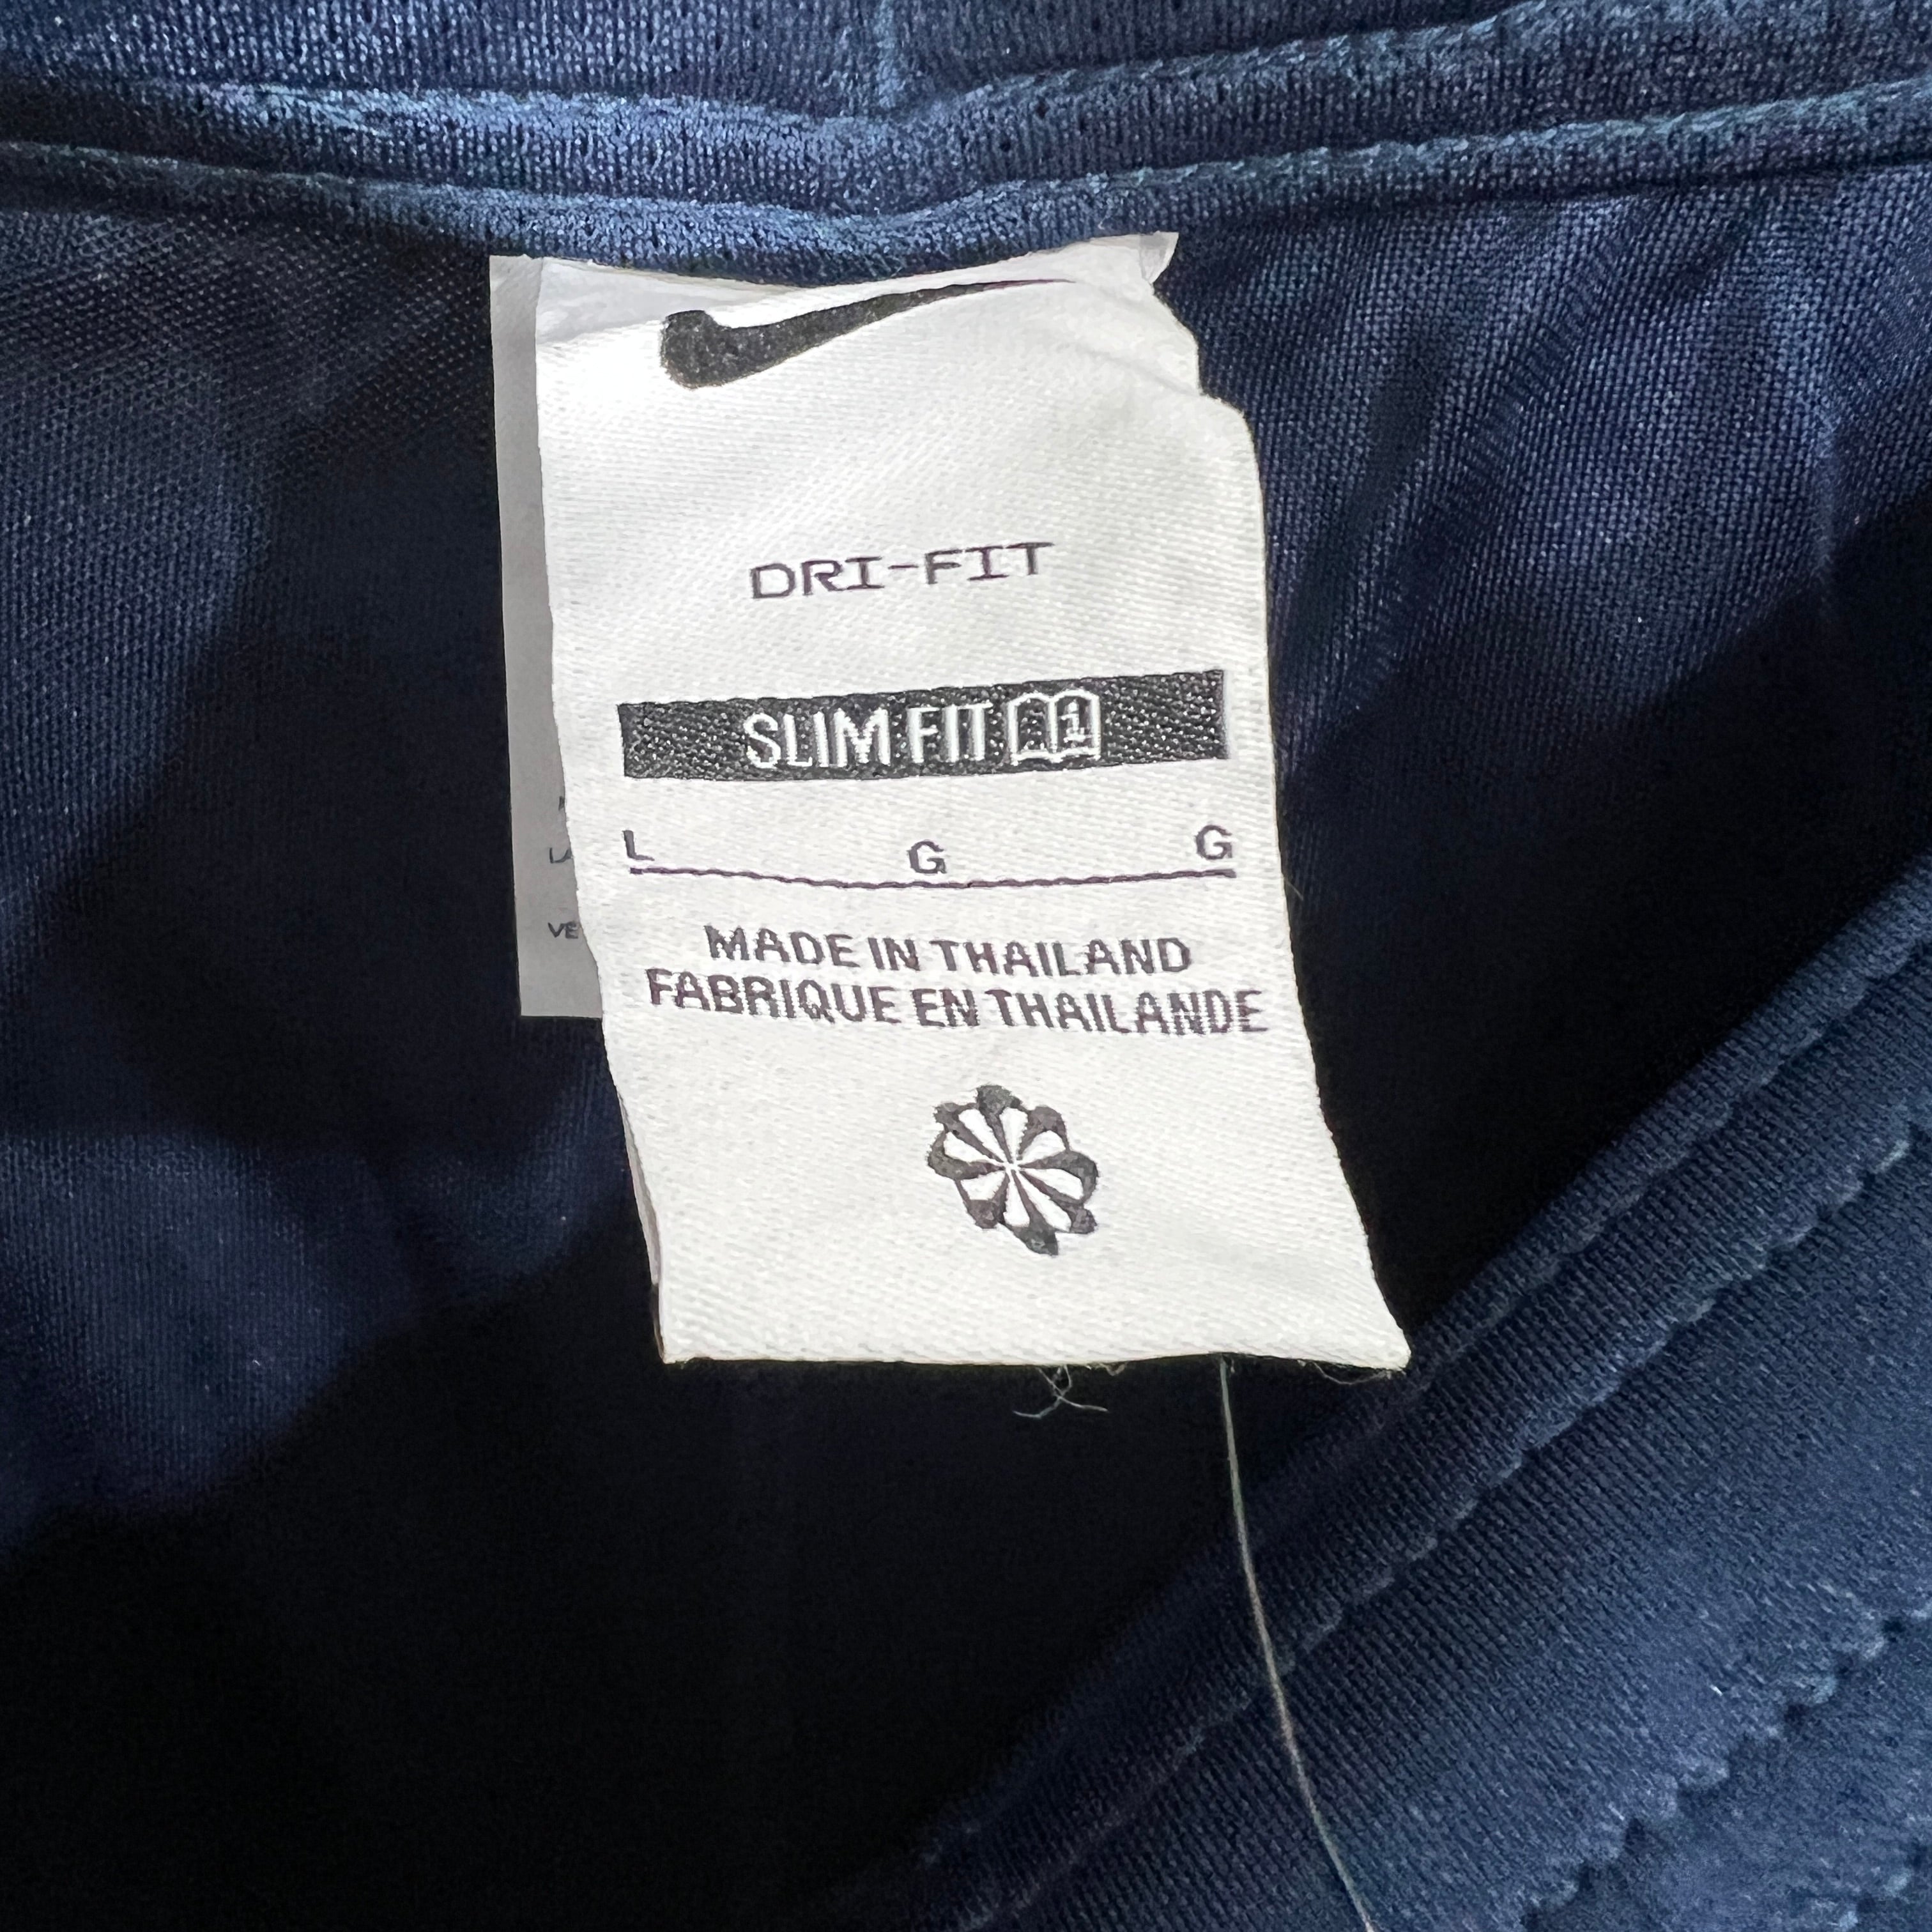 DRI-FIT
SLIM FIT
L G G
MADE IN THAILAND
FABRIQUE EN THAILANDE